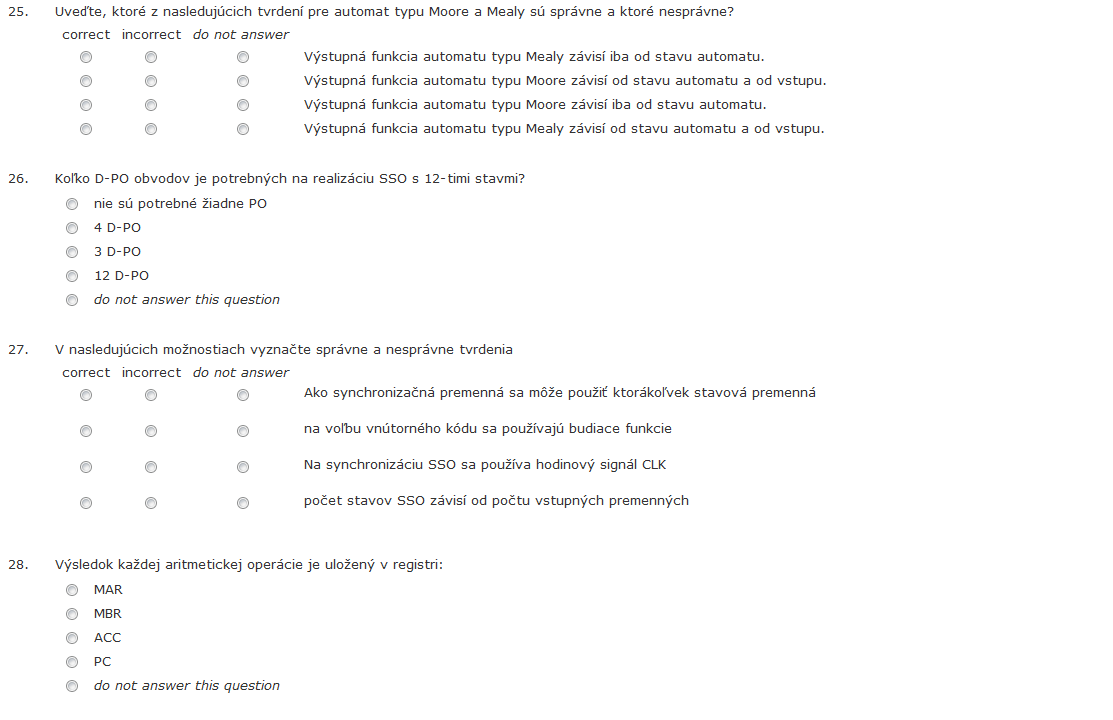 25. Uveďte, ktoré z nasledujúcich tvrdení pre automat typu Moore a Mealy sú správne a ktoré nesprávne?
correct incorrect do not answer
Výstupná funkcia automatu typu Mealy závisí iba od stavu automatu.
Výstupná funkcia automatu typu Moore závisí od stavu automatu a od vstupu.
Výstupná funkcia automatu typu Moore závisí iba od stavu automatu.
Výstupná funkcia automatu typu Mealy závisí od stavu automatu a od vstupu.
26. Koľko D-PO obvodov je potrebných na realizáciu SSO s 12-timi stavmi?
nie sú potrebné žiadne PO
4 D-PO
3 D-PO
12 D-PO
do not answer this question
27. V nasledujúcich možnostiach vyznačte správne a nesprávne tvrdenia
correct incorrect do not answer
Ako synchronizačná premenná sa môže použiť ktorákoľvek stavová premenná
na voľbu vnútorného kódu sa používajú budiace funkcie
Na synchronizáciu SSO sa používa hodinový signál CLK
počet stavov SSO závisí od počtu vstupných premenných
28. Výsledok každej aritmetickej operácie je uložený v registri:
MAR
MBR
ACC
PC
do not answer this question